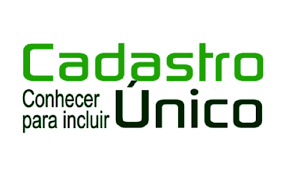 Cadastro
Conhecer
para incluir
Único